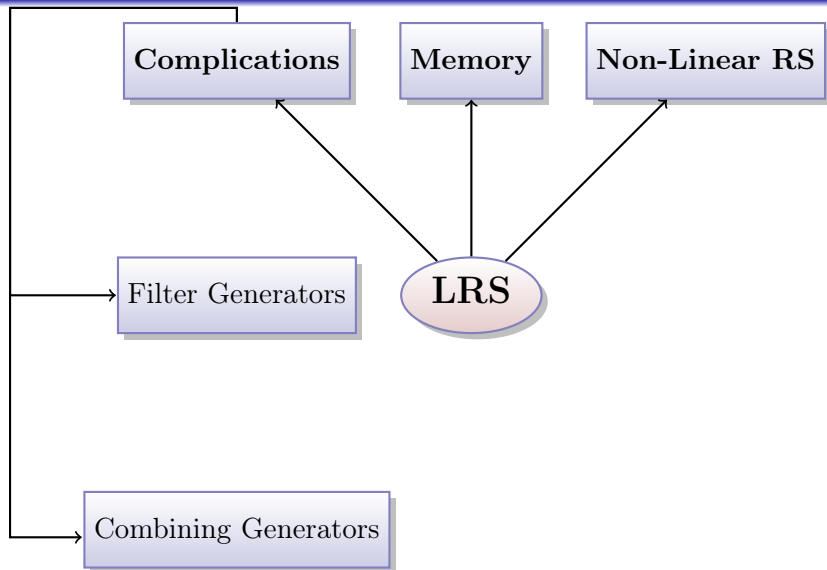 Complications
Memory
Non-Linear RS
Filter Generators
LRS
Combining Generators